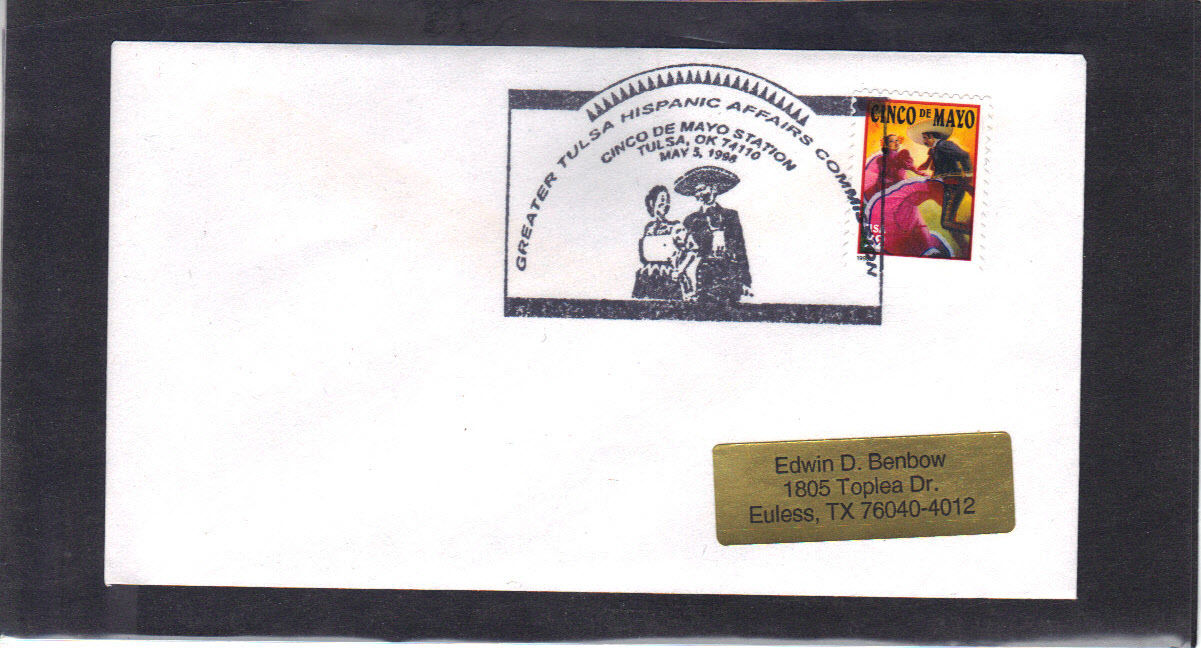 GREATER TULSA HISPANIC AFFAIRS COMMISSION
CINCO DE MAYO STATION
TULSA, OK 74110
MAY 5, 1998
CINCO DE MAYO
Edwin D. Benbow
1805 Toplea Dr.
Euless, TX 76040-4012